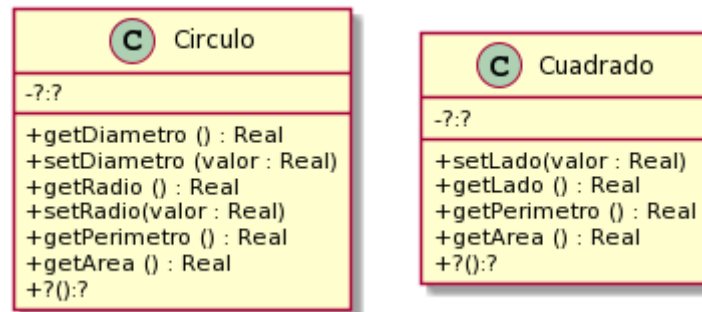 C Circulo
-?:?
+getDiametro () : Real
+setDiametro (valor : Real)
+getRadio () : Real
+setRadio(valor : Real)
+getPerimetro () : Real
+getArea () : Real
+?():?
C Cuadrado
-?:?
+setLado(valor : Real)
+getLado () : Real
+getPerimetro () : Real
+getArea () : Real
+?():?